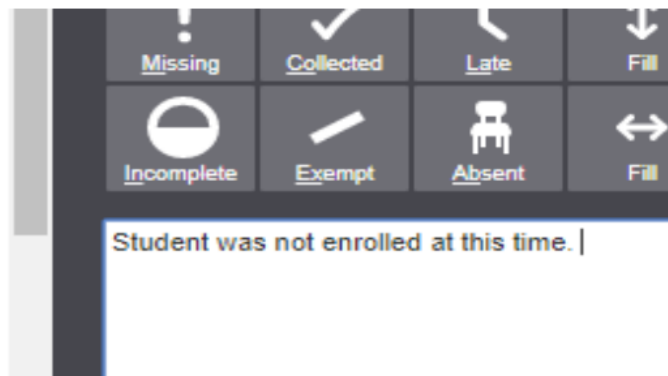 Missing Collected Late Fill
Incomplete Exempt Absent Fill
Student was not enrolled at this time.